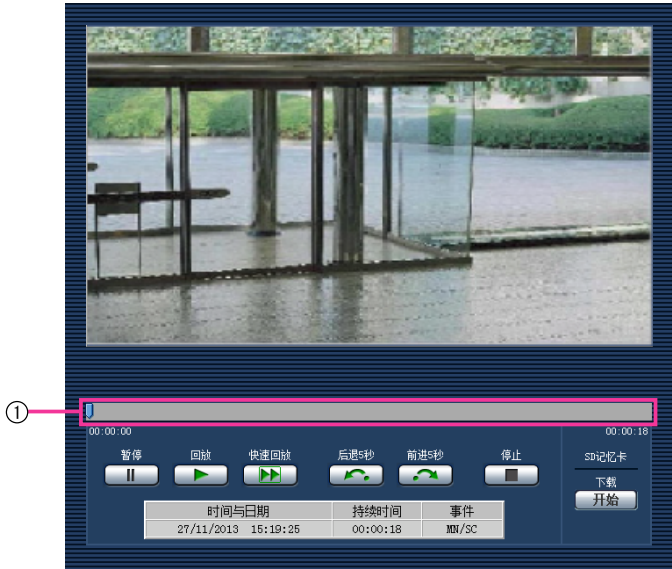 ①
00:00:00 00:00:18
暂停 回放 快速回放 后退5秒 前进5秒 停止 SD记忆卡
下载
开始
时间与日期 持续时间 事件
27/11/2013 15:19:25 00:00:18 MN/SC